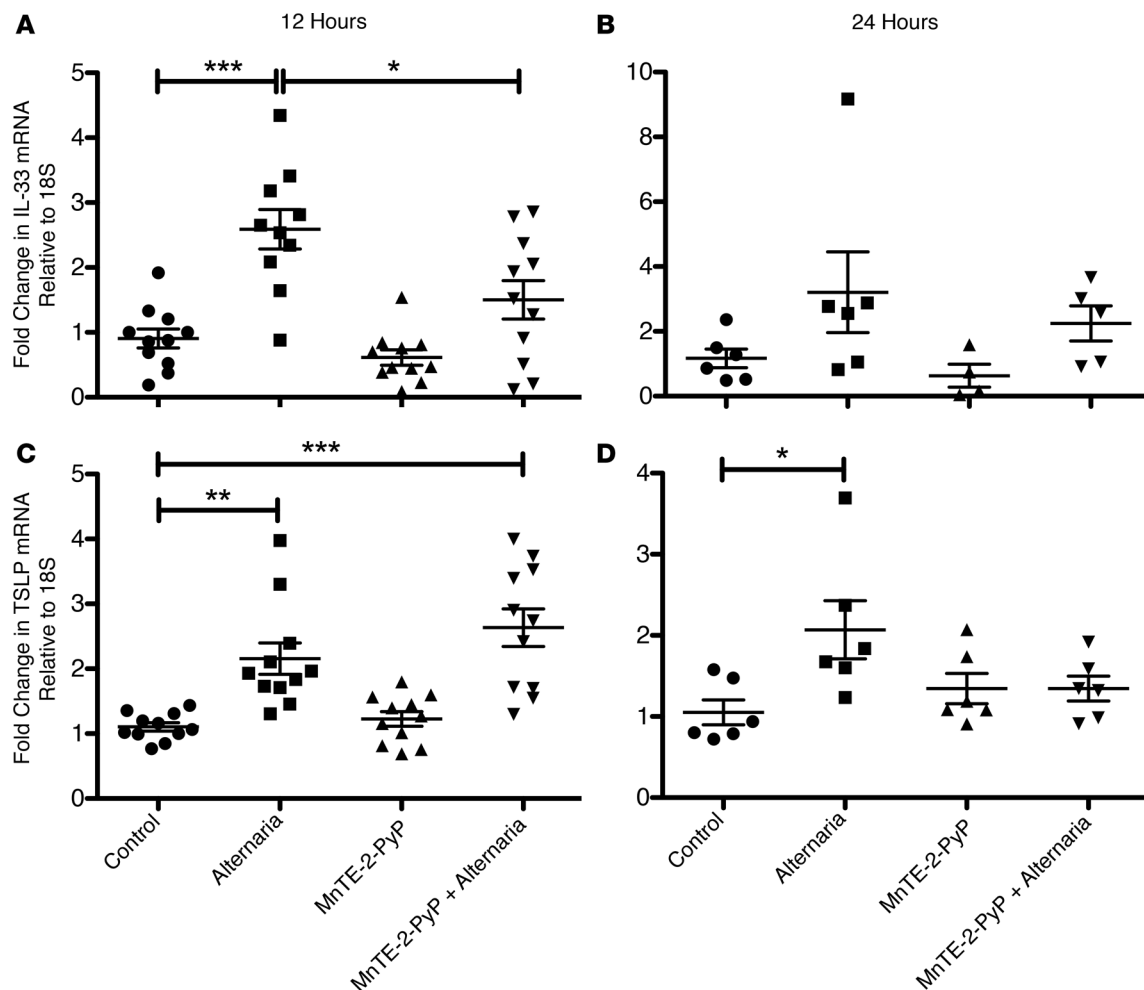 A
12 Hours
B
24 Hours
Fold Change in IL-33 mRNA
Relative to 18S
***
*
5
4
3
2
1
0
10
8
6
4
2
0
C
D
Fold Change in TSLP mRNA
Relative to 18S
***
**
5
4
3
2
1
0
*
4
3
2
1
0
Control
Alternaria
MnTE-2-PyP
MnTE-2-PyP + Alternaria
Control
Alternaria
MnTE-2-PyP
MnTE-2-PyP + Alternaria